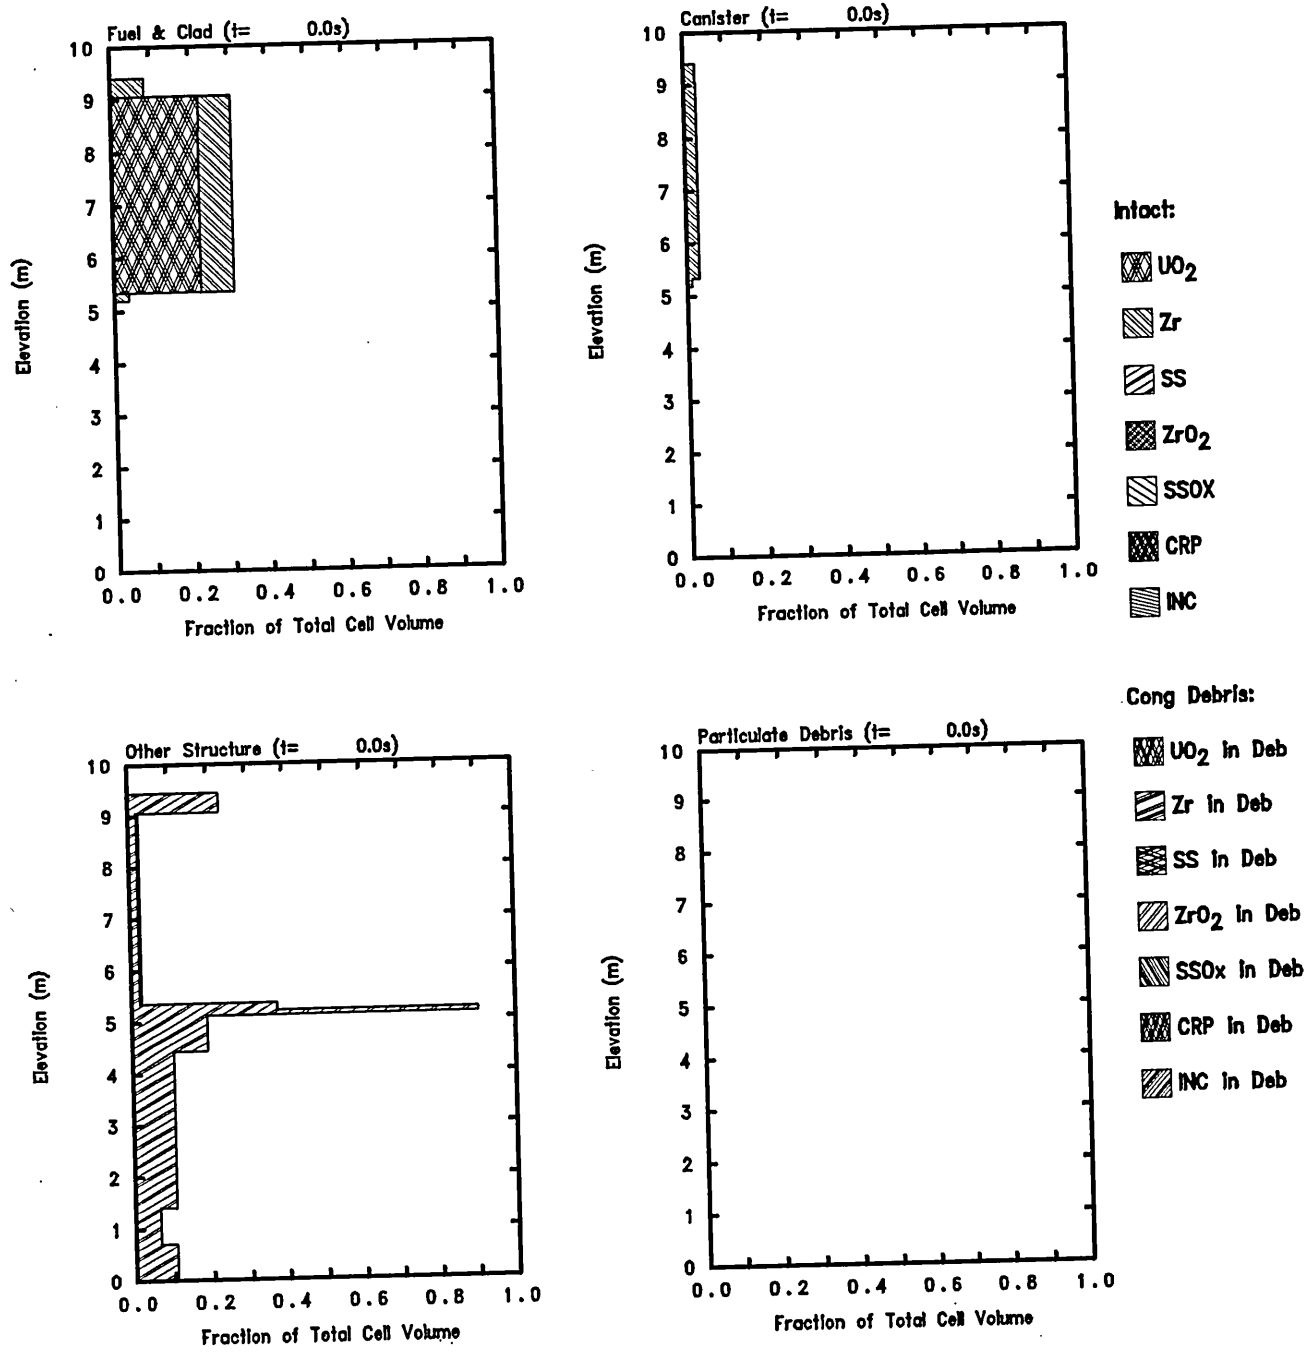 Fuel & Clad (t= 0.0s)
10
9
8
7
6
5
4
3
2
1
0
Elevation (m)
0.0 0.2 0.4 0.6 0.8 1.0
Fraction of Total Cell Volume
Canister (t= 0.0s)
10
9
8
7
6
5
4
3
2
1
0
Elevation (m)
0.0 0.2 0.4 0.6 0.8 1.0
Fraction of Total Cell Volume
Intact:
UO2
Zr
SS
ZrO2
SSOX
CRP
INC
Other Structure (t= 0.0s)
10
9
8
7
6
5
4
3
2
1
0
Elevation (m)
0.0 0.2 0.4 0.6 0.8 1.0
Fraction of Total Cell Volume
Particulate Debris (t= 0.0s)
10
9
8
7
6
5
4
3
2
1
0
Elevation (m)
0.0 0.2 0.4 0.6 0.8 1.0
Fraction of Total Cell Volume
Cong Debris:
UO2 in Deb
Zr in Deb
SS in Deb
ZrO2 in Deb
SSOx in Deb
CRP in Deb
INC in Deb